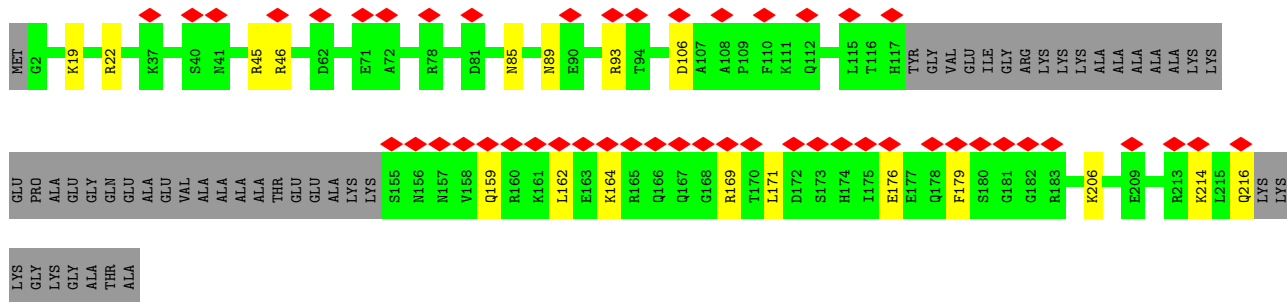 MET G2 K19 R22 K37 S40 N41 R45 R46 D62 E71 A72 R78 D81 N85 N89 E90 R93 T94 D106 A107 A108 P109 F110 K111 Q112 L115 T116 H117 TYR GLY VAL GLU ILE GLY ARG LYS LYS LYS ALA ALA ALA ALA ALA LYS LYS
GLU PRO ALA GLU GLY GLN GLU ALA GLU VAL ALA ALA ALA ALA THR GLU GLU ALA LYS LYS S155 N156 N157 V158 Q159 R160 K161 L162 E163 K164 R165 Q166 Q167 G168 R169 T170 L171 D172 S173 H174 I175 E176 E177 Q178 F179 S180 G181 G182 R183 K206 E209 R213 K214 L215 Q216 LYS LYS
LYS GLY LYS GLY ALA THR ALA